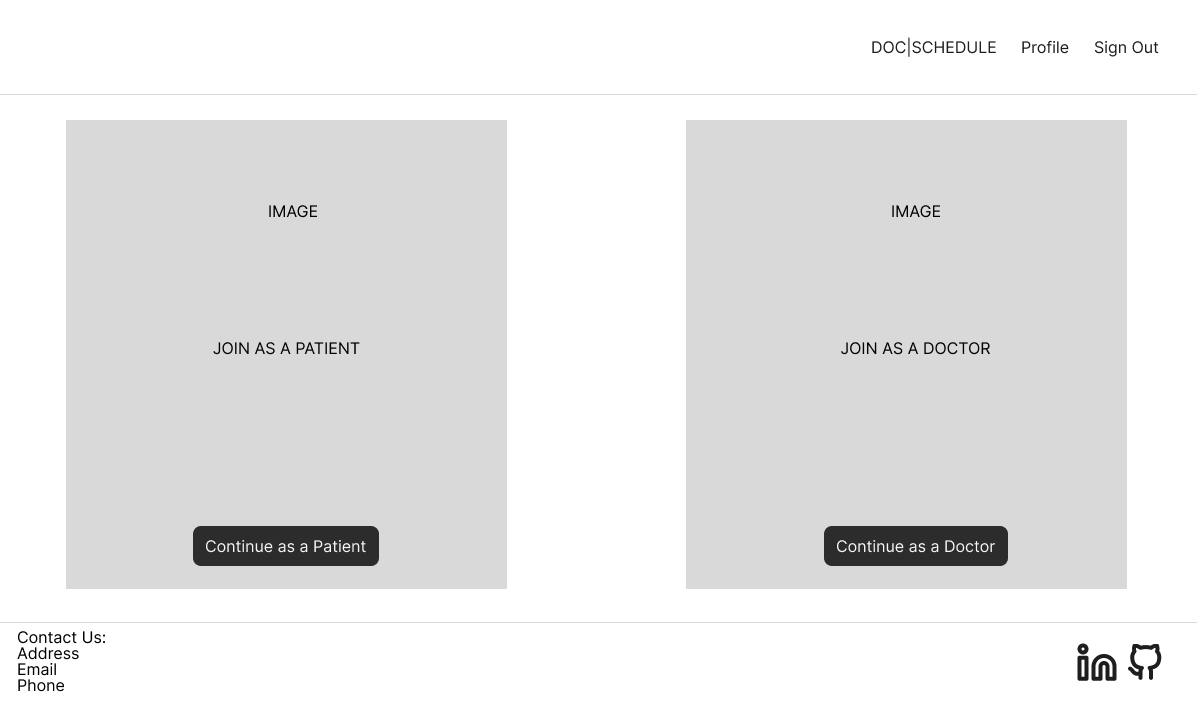 DOC|SCHEDULE Profile Sign Out
IMAGE
JOIN AS A PATIENT
Continue as a Patient
IMAGE
JOIN AS A DOCTOR
Continue as a Doctor
Contact Us:
Address
Email
Phone
in